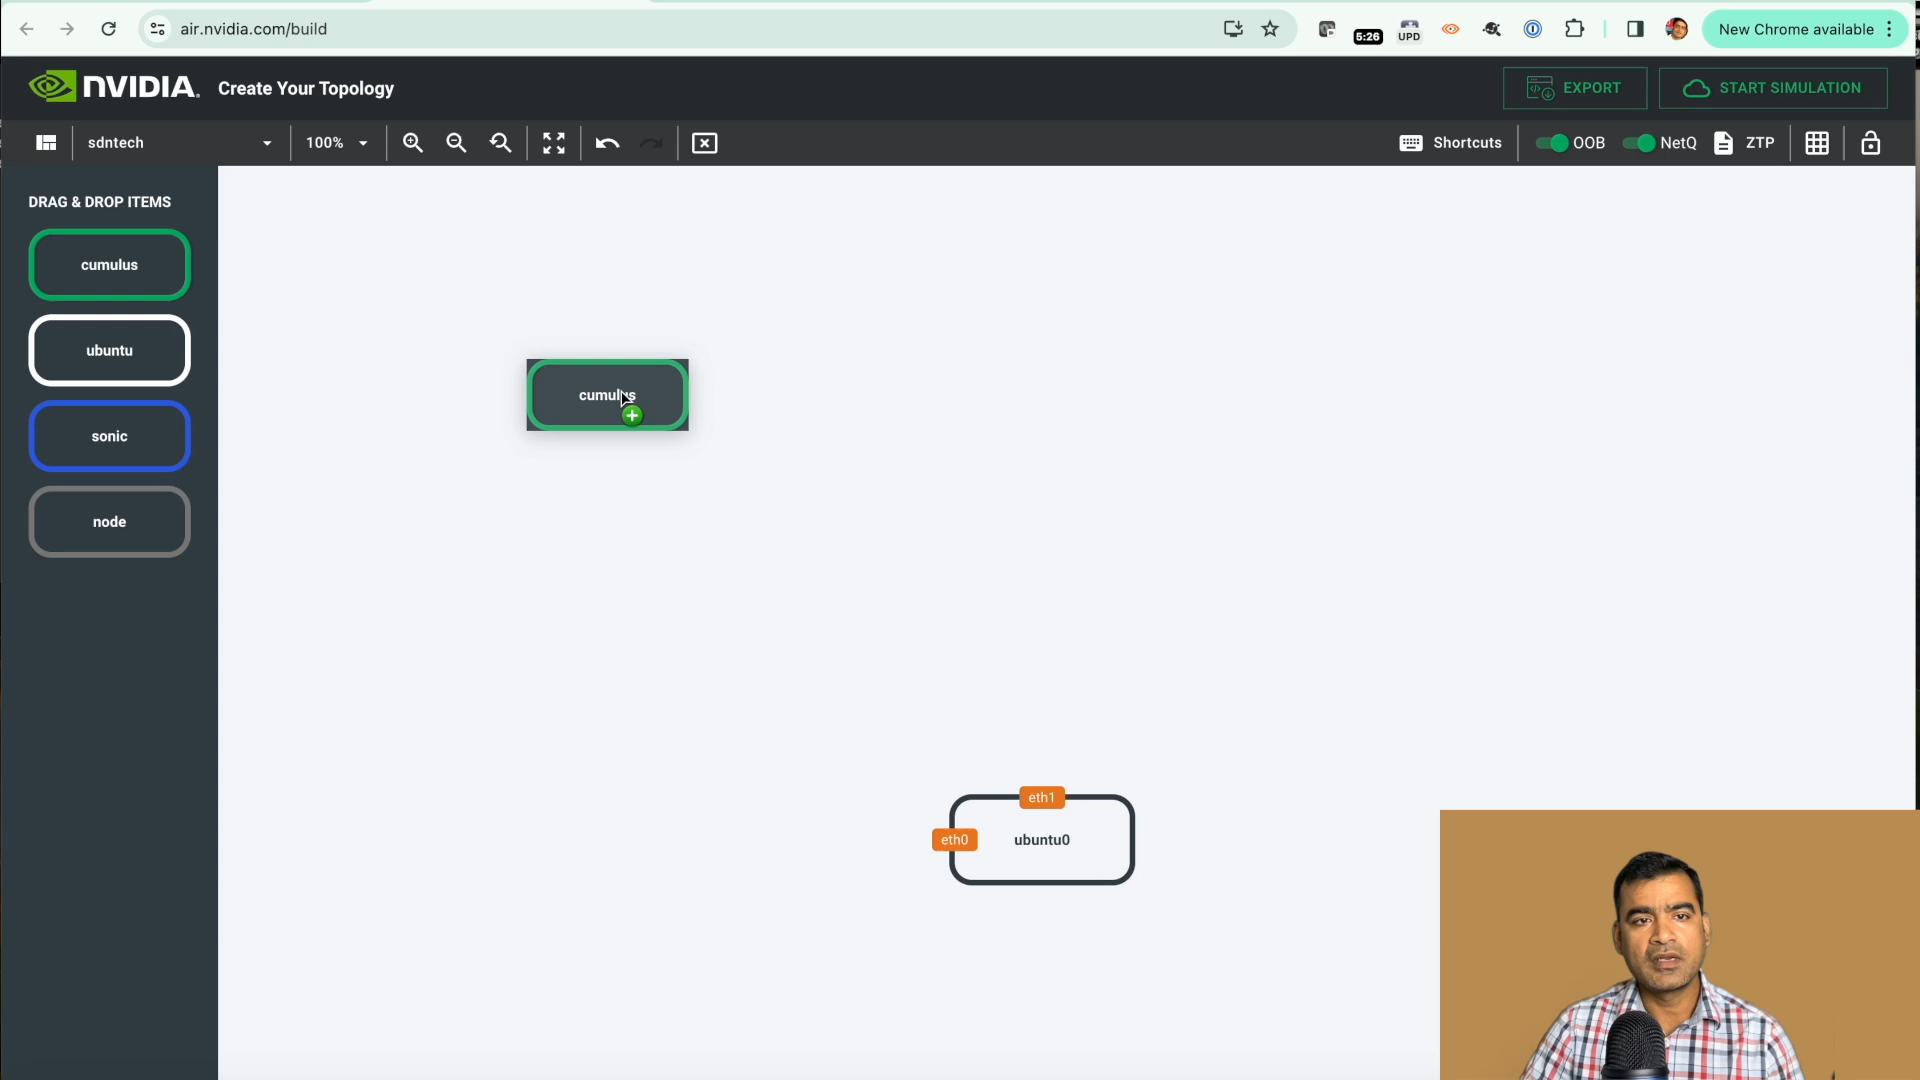 air.nvidia.com/build
5:26
UPD
New Chrome available
NVIDIA.
Create Your Topology
EXPORT
START SIMULATION
sdntech
100%
Shortcuts
OOB
NetQ
ZTP
DRAG & DROP ITEMS
cumulus
ubuntu
sonic
node
cumulus
eth1
eth0
ubuntu0